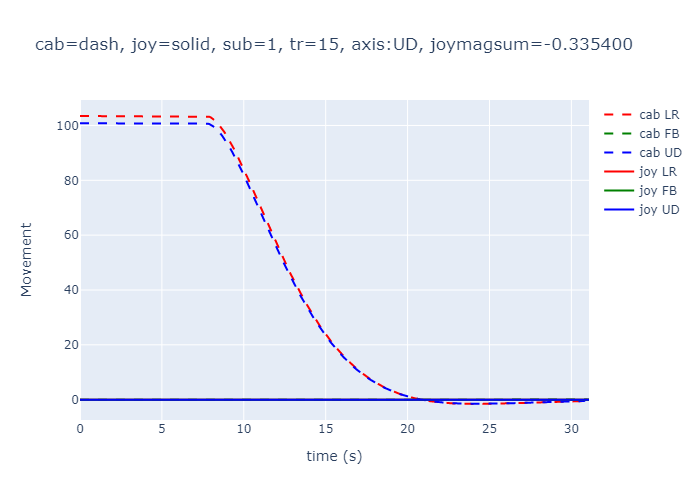 cab=dash, joy=solid, sub=1, tr=15, axis:UD, joymagsum=-0.335400
cab LR
cab FB
cab UD
joy LR
joy FB
joy UD
Movement
100
80
60
40
20
0
0 5 10 15 20 25 30
time (s)